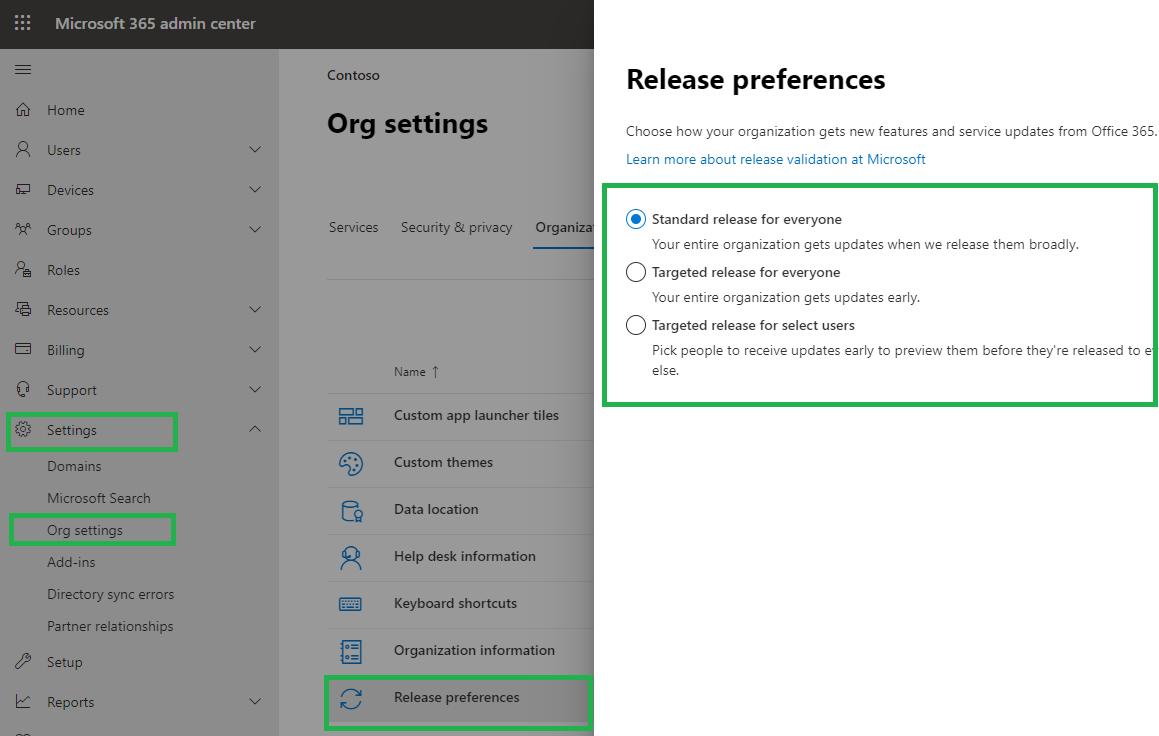 Microsoft 365 admin center
Home
Users
Devices
Groups
Roles
Resources
Billing
Support
Settings
Domains
Microsoft Search
Org settings
Add-ins
Directory sync errors
Partner relationships
Setup
Reports
Contoso
Org settings
Services Security & privacy Organiza
Name ↑
Custom app launcher tiles
Custom themes
Data location
Help desk information
Keyboard shortcuts
Organization information
Release preferences
Release preferences
Choose how your organization gets new features and service updates from Office 365.
Learn more about release validation at Microsoft
Standard release for everyone
Your entire organization gets updates when we release them broadly.
Targeted release for everyone
Your entire organization gets updates early.
Targeted release for select users
Pick people to receive updates early to preview them before they're released to e
else.